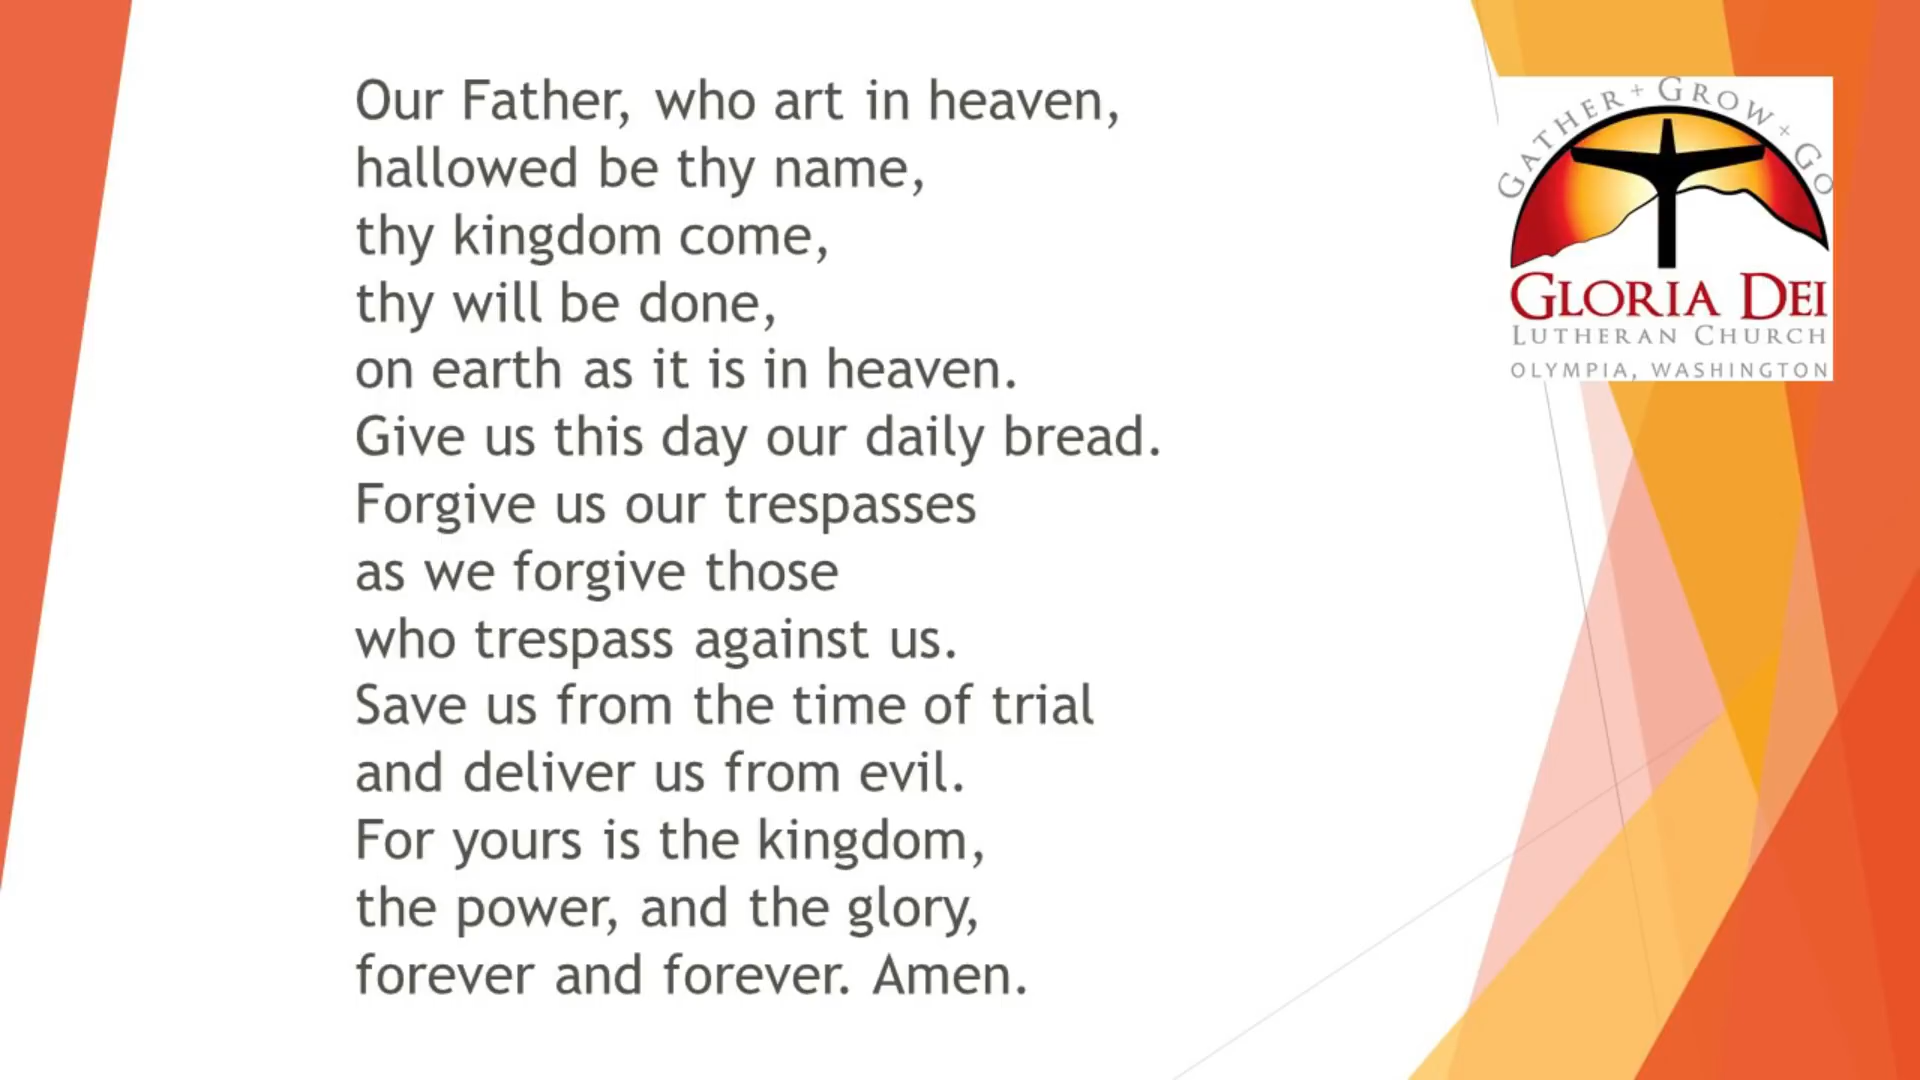 Our Father, who art in heaven,
hallowed be thy name,
thy kingdom come,
thy will be done,
on earth as it is in heaven.
Give us this day our daily bread.
Forgive us our trespasses
as we forgive those
who trespass against us.
Save us from the time of trial
and deliver us from evil.
For yours is the kingdom,
the power, and the glory,
forever and forever. Amen.
GATHER + GROW + GO
GLORIA DEI
LUTHERAN CHURCH
OLYMPIA, WASHINGTON